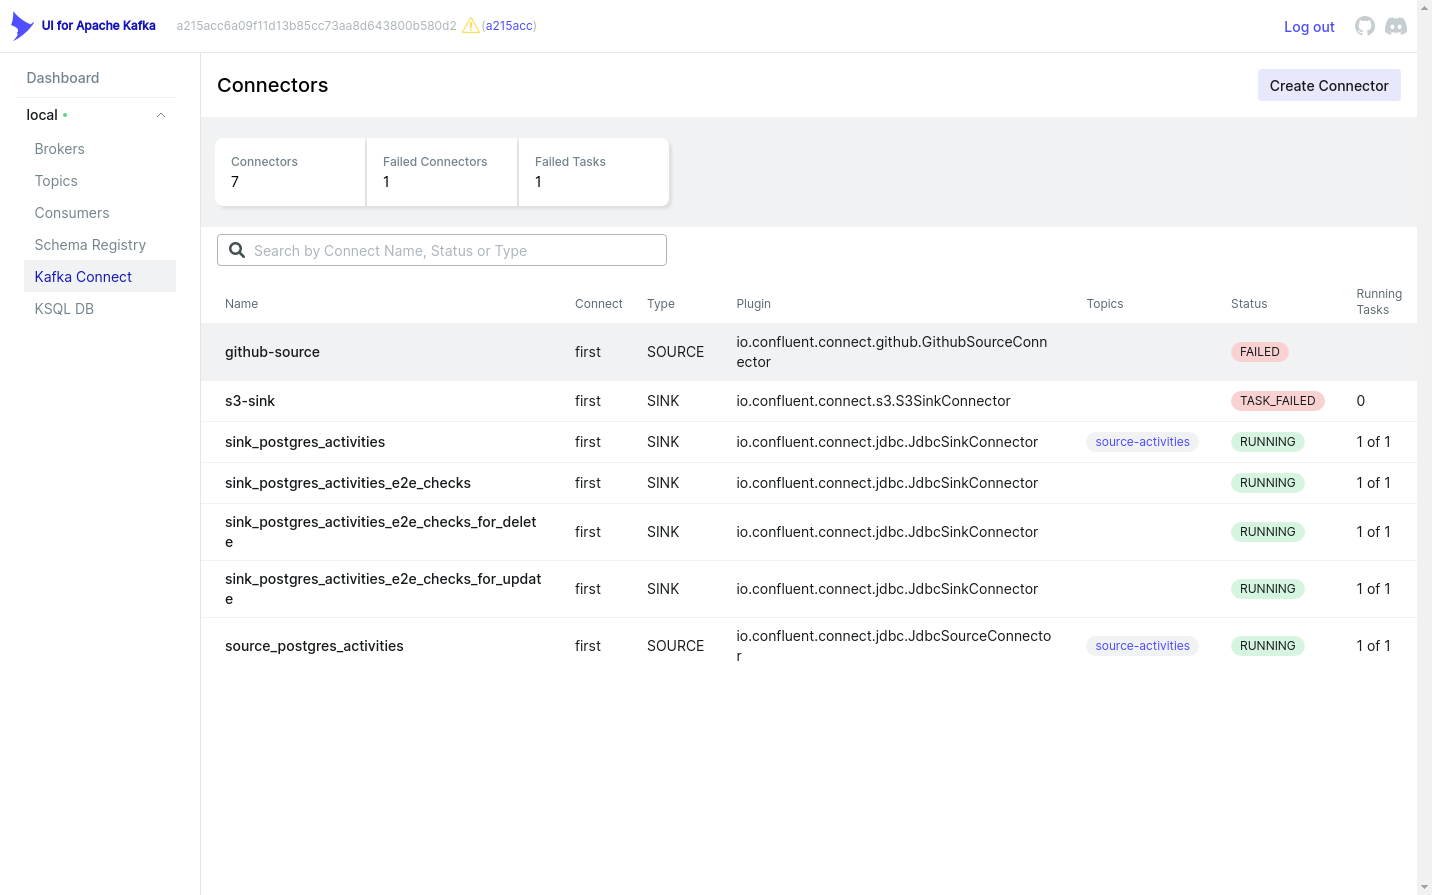 UI for Apache Kafka
a215acc6a09f11d13b85cc73aa8d643800b580d2 (a215acc)
Log out
Dashboard
local
Brokers
Topics
Consumers
Schema Registry
Kafka Connect
KSQL DB
Connectors
Create Connector
Connectors
7
Failed Connectors
1
Failed Tasks
1
Search by Connect Name, Status or Type
Name Connect Type Plugin Topics Status Running
Tasks
github-source first SOURCE io.confluent.connect.github.GithubSourceConn
ector FAILED
s3-sink first SINK io.confluent.connect.s3.S3SinkConnector TASK_FAILED 0
sink_postgres_activities first SINK io.confluent.connect.jdbc.JdbcSinkConnector source-activities RUNNING 1 of 1
sink_postgres_activities_e2e_checks first SINK io.confluent.connect.jdbc.JdbcSinkConnector RUNNING 1 of 1
sink_postgres_activities_e2e_checks_for_delet
e first SINK io.confluent.connect.jdbc.JdbcSinkConnector RUNNING 1 of 1
sink_postgres_activities_e2e_checks_for_updat
e first SINK io.confluent.connect.jdbc.JdbcSinkConnector RUNNING 1 of 1
source_postgres_activities first SOURCE io.confluent.connect.jdbc.JdbcSourceConnecto
r source-activities RUNNING 1 of 1